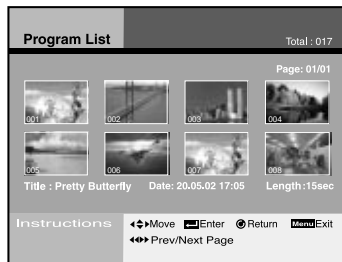 Program List
Total : 017
Page: 01/01
001 002 003 004
005 006 007 008
Title : Pretty Butterfly Date: 20.05.02 17:05 Length :15sec
Instructions
Move Enter Return Menu Exit
Prev/Next Page